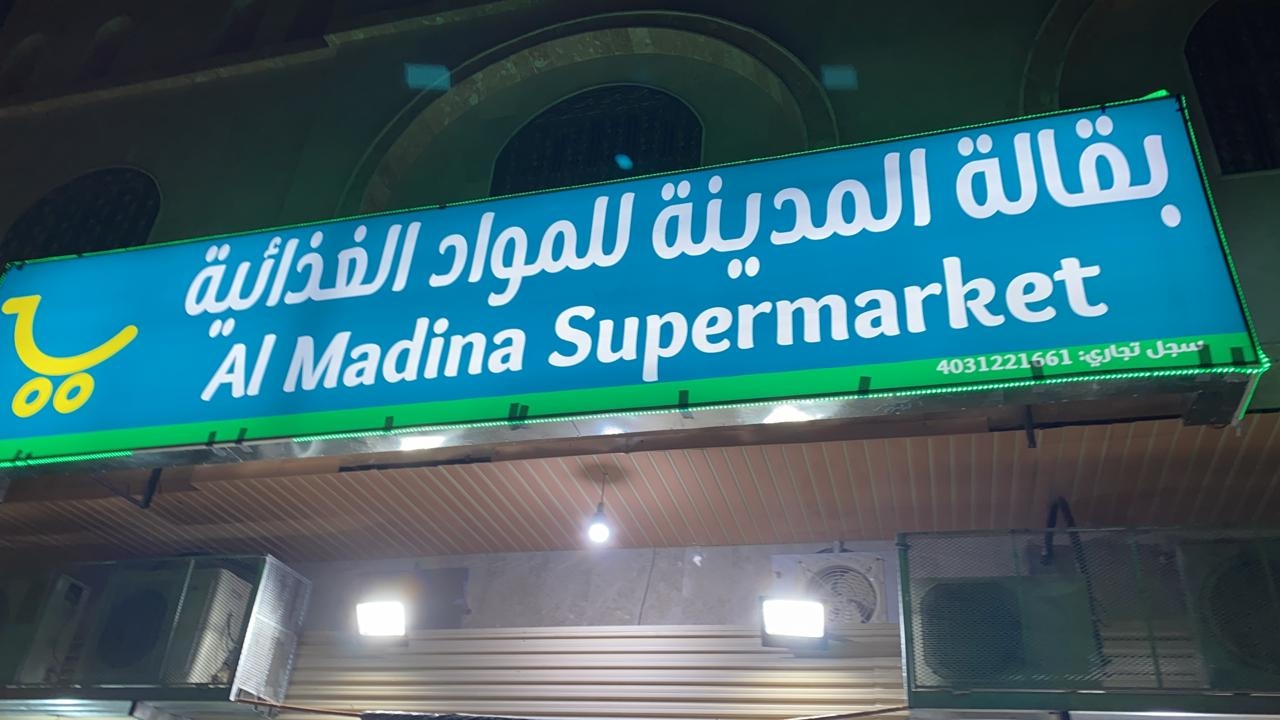 بقالة المدينة للمواد الغذائية
Al Madina Supermarket
سجل تجاري: 4031221661